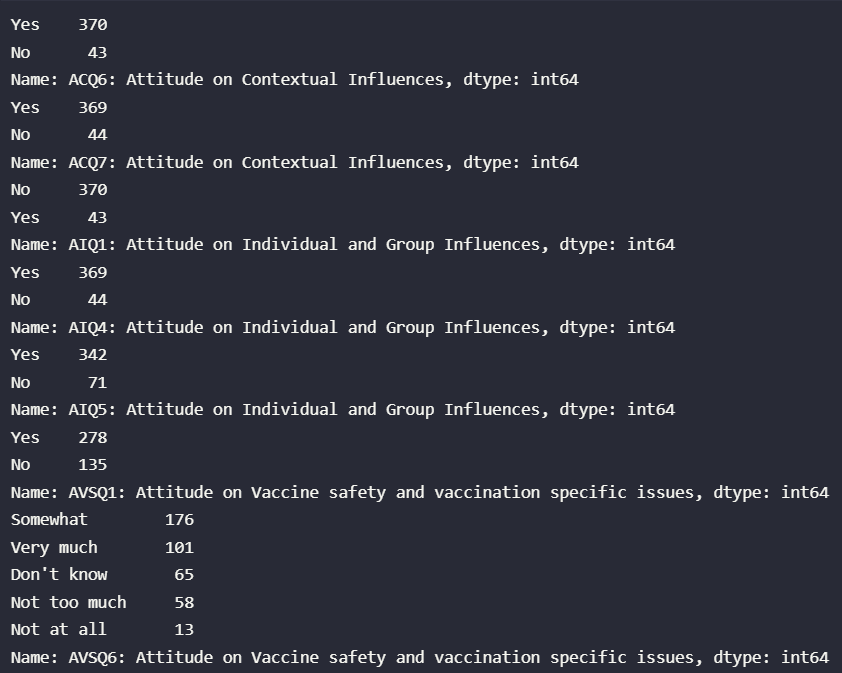 Yes    370
No      43
Name: ACQ6: Attitude on Contextual Influences, dtype: int64
Yes    369
No      44
Name: ACQ7: Attitude on Contextual Influences, dtype: int64
No     370
Yes     43
Name: AIQ1: Attitude on Individual and Group Influences, dtype: int64
Yes    369
No      44
Name: AIQ4: Attitude on Individual and Group Influences, dtype: int64
Yes    342
No      71
Name: AIQ5: Attitude on Individual and Group Influences, dtype: int64
Yes    278
No     135
Name: AVSQ1: Attitude on Vaccine safety and vaccination specific issues, dtype: int64
Somewhat        176
Very much       101
Don't know       65
Not too much     58
Not at all       13
Name: AVSQ6: Attitude on Vaccine safety and vaccination specific issues, dtype: int64